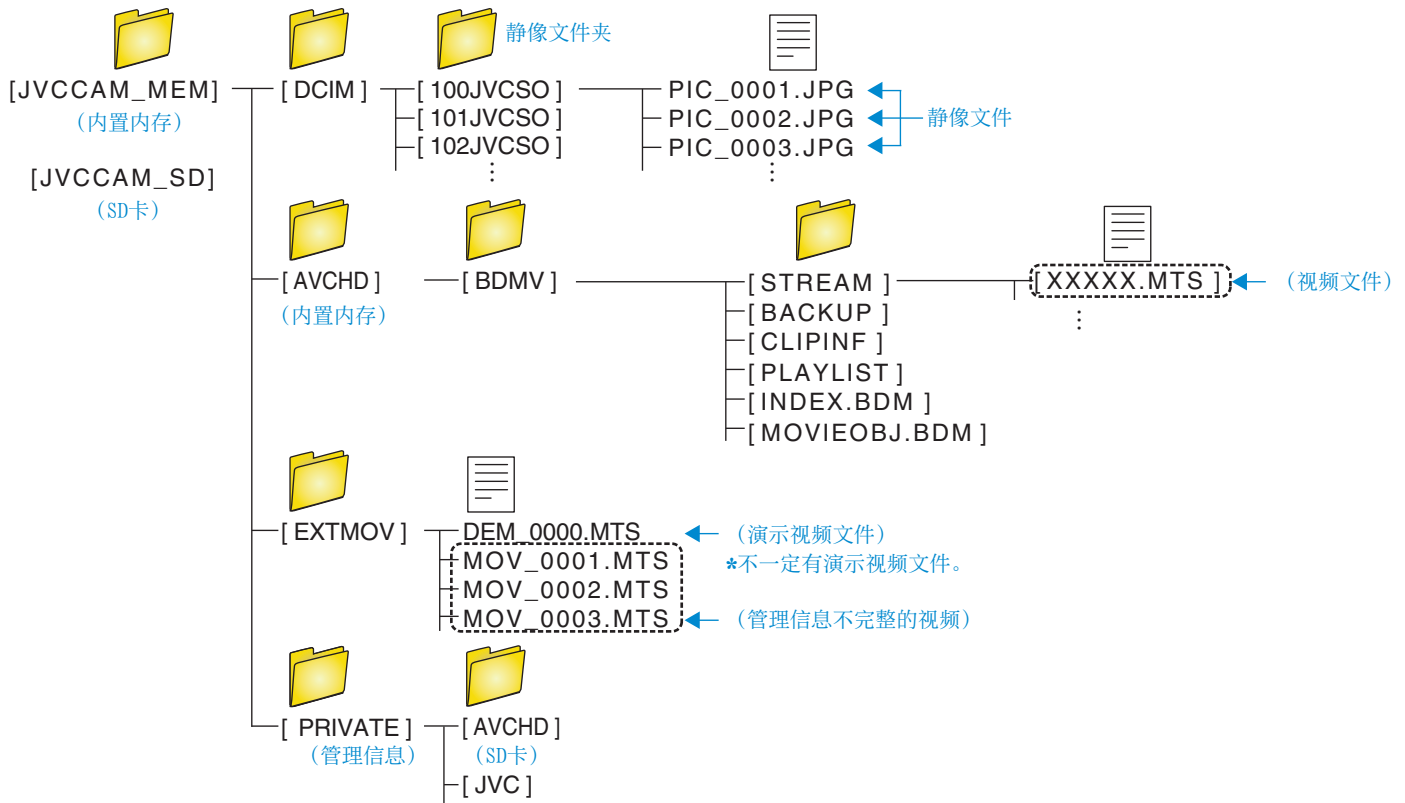 静像文件夹
[JVCCAM_MEM]
(内置内存)
[JVCCAM_SD]
(SD卡)
[DCIM]
[100JVCSO]
[101JVCSO]
[102JVCSO]
⋮
PIC_0001.JPG
PIC_0002.JPG
PIC_0003.JPG
⋮
静像文件
[AVCHD]
(内置内存)
[BDMV]
[STREAM]
[BACKUP]
[CLIPINF]
[PLAYLIST]
[INDEX.BDM]
[MOVIEOBJ.BDM]
[XXXXX.MTS]
(视频文件)
⋮
[EXTMOV]
DEM_0000.MTS
(演示视频文件)
*不一定有演示视频文件。
MOV_0001.MTS
MOV_0002.MTS
MOV_0003.MTS
(管理信息不完整的视频)
[PRIVATE]
(管理信息)
[AVCHD]
(SD卡)
[JVC]